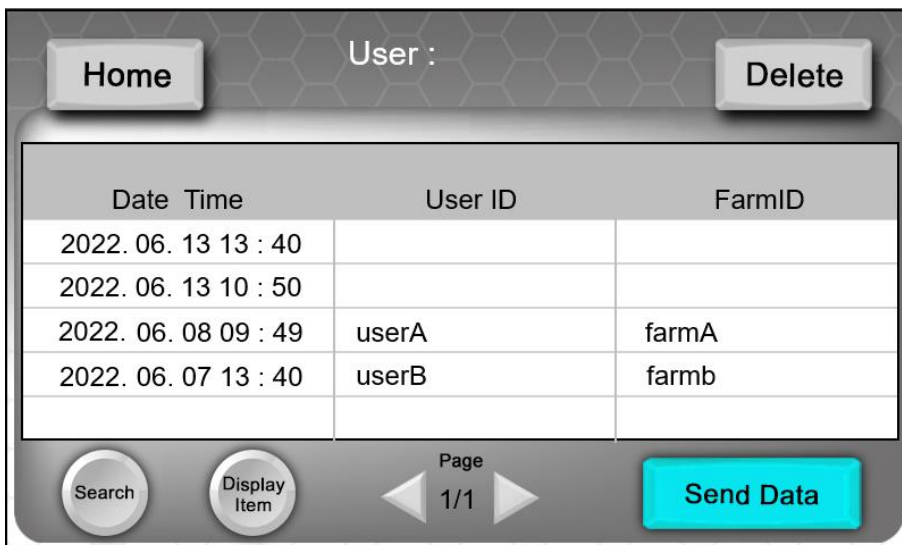 Home
User :
Delete
Date Time
User ID
FarmID
2022. 06. 13 13 : 40
2022. 06. 13 10 : 50
2022. 06. 08 09 : 49
userA
farmA
2022. 06. 07 13 : 40
userB
farmb
Search
Display
Item
Page
1/1
Send Data